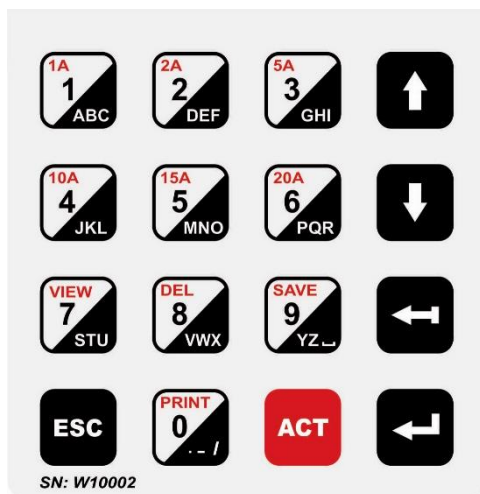 1A 2A 5A
1 2 3
ABC DEF GHI
10A 15A 20A
4 5 6
JKL MNO PQR
VIEW DEL SAVE
7 8 9
STU VWX YZ⎵
PRINT
ESC 0 ACT
. - /
SN: W10002